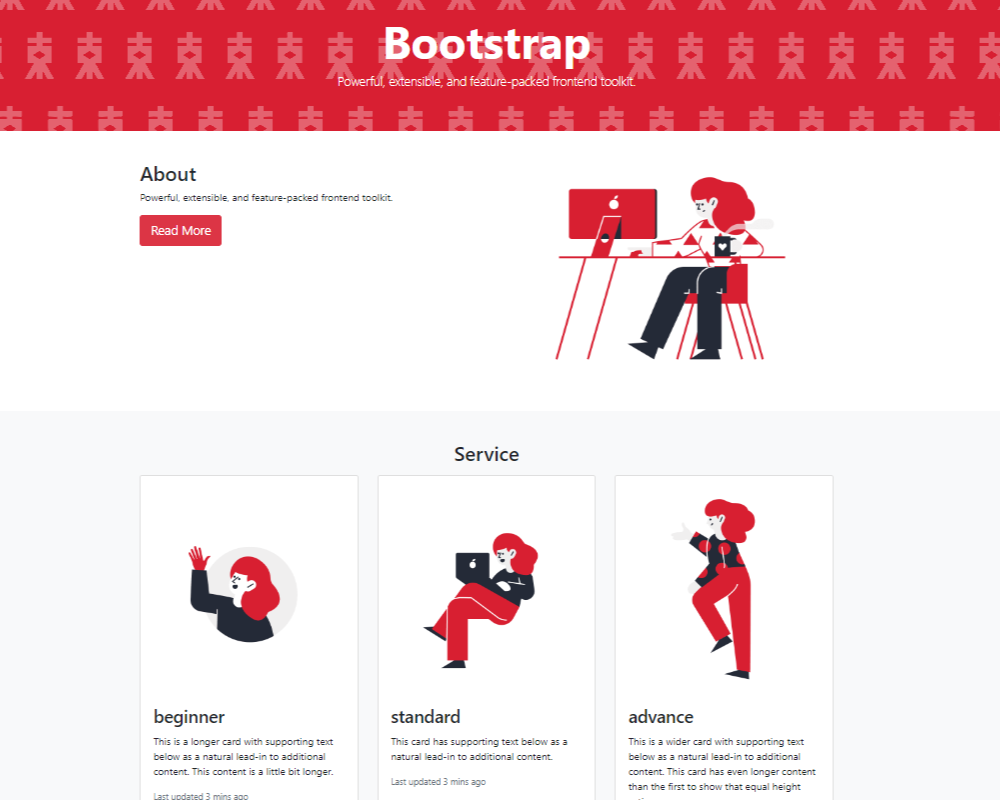 Bootstrap
Powerful, extensible, and feature-packed frontend toolkit.
About
Powerful, extensible, and feature-packed frontend toolkit.
Read More
Service
beginner
This is a longer card with supporting text
below as a natural lead-in to additional
content. This content is a little bit longer.
Last updated 3 mins ago
standard
This card has supporting text below as a
natural lead-in to additional content.
Last updated 3 mins ago
advance
This is a wider card with supporting text
below as a natural lead-in to additional
content. This card has even longer content
than the first to show that equal height